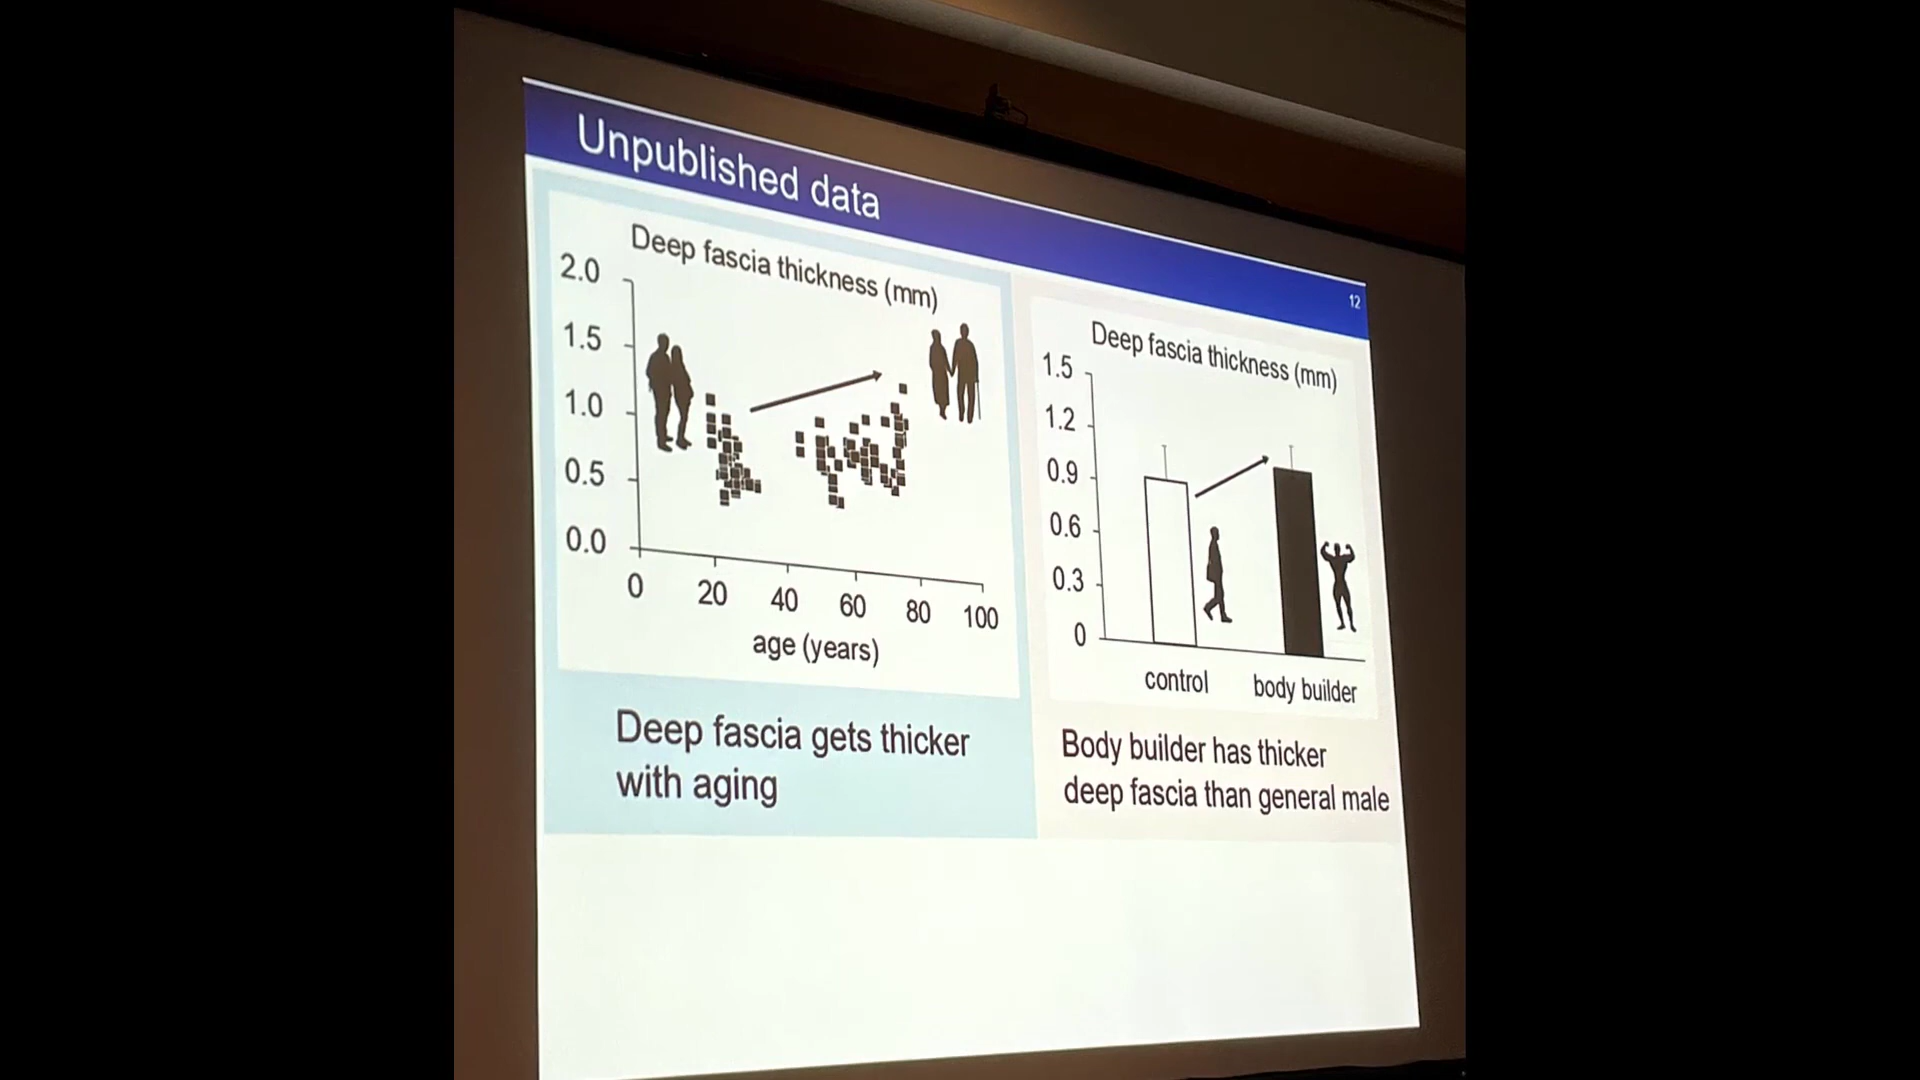 Unpublished data
12
Deep fascia thickness (mm)
2.0
1.5
1.0
0.5
0.0
0 20 40 60 80 100
age (years)
Deep fascia gets thicker
with aging
Deep fascia thickness (mm)
1.5
1.2
0.9
0.6
0.3
0
control body builder
Body builder has thicker
deep fascia than general male